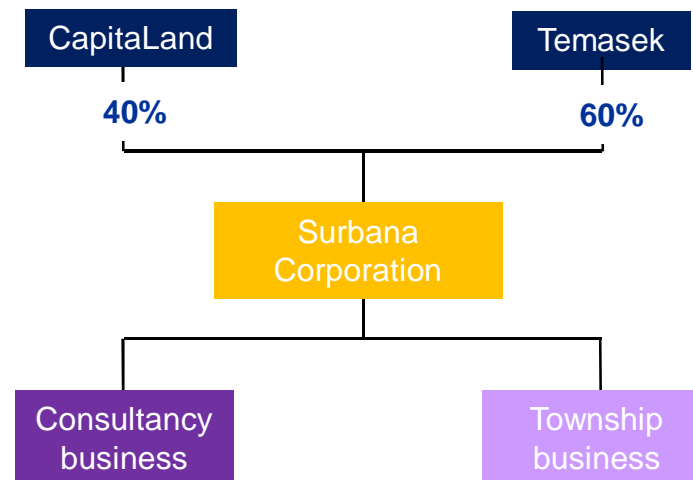 CapitaLand
Temasek
40%
60%
Surbana
Corporation
Consultancy
business
Township
business